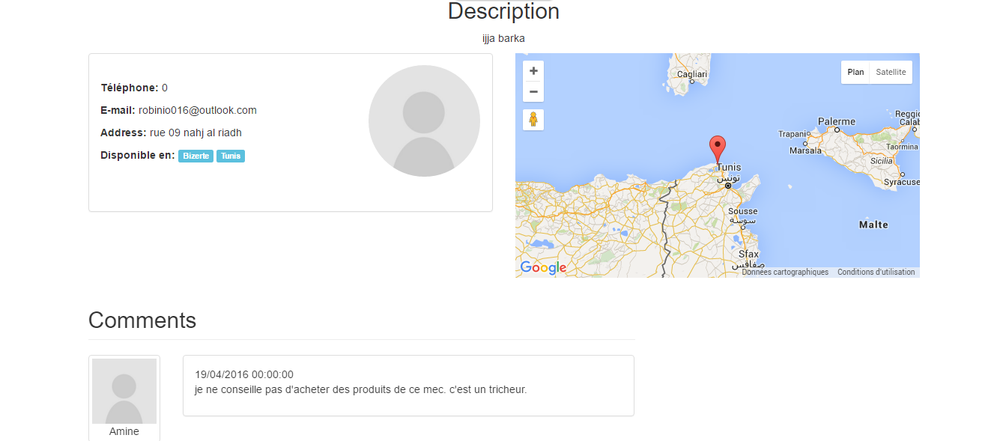 Description
ijja barka
Téléphone: 0
E-mail: robinio016@outlook.com
Address: rue 09 nahj al riadh
Disponible en: Bizerte Tunis
+
−
Plan Satellite
Cagliari
Palerme
Reggio
Calab
Trapani
Marsala
Taormina
Sicilia
Syracuse
Tunis
تونس
Sousse
سوسة
Malte
Sfax
صفاقس
Google
Données cartographiques Conditions d'utilisation
Comments
19/04/2016 00:00:00
je ne conseille pas d'acheter des produits de ce mec. c'est un tricheur.
Amine